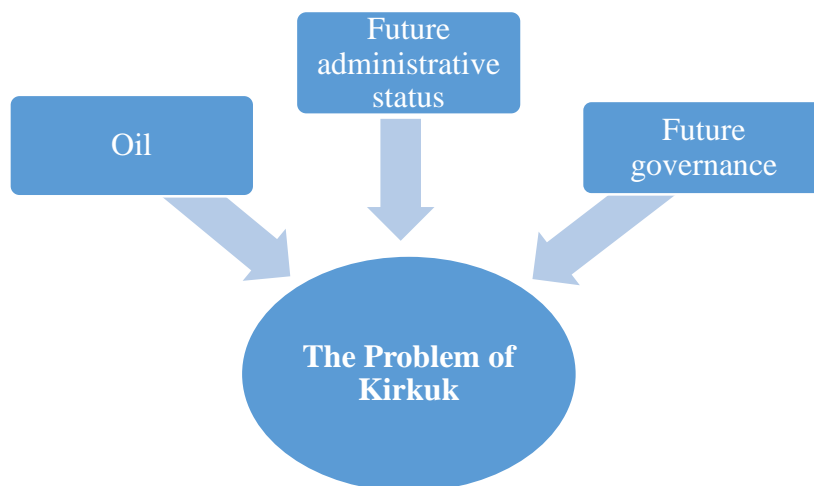 Oil
Future
administrative
status
Future
governance
The Problem of
Kirkuk